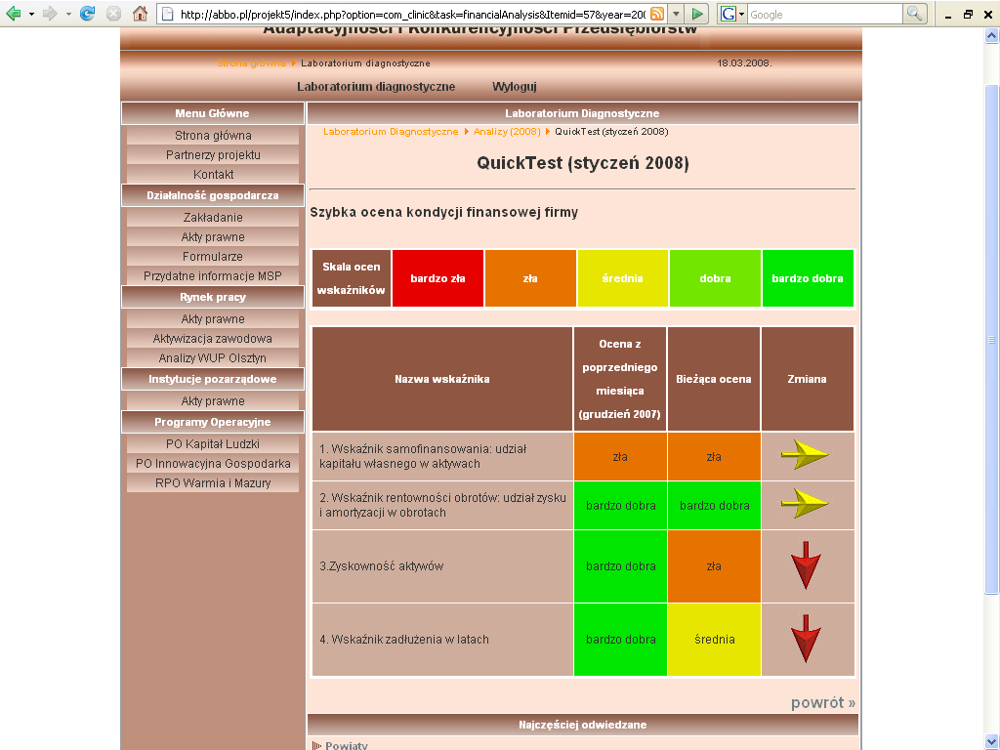 http://abbo.pl/projekt5/index.php?option=com_clinic&task=financialAnalysis&Itemid=57&year=200
Google
Adaptacyjności i Konkurencyjności Przedsiębiorstw
Strona główna Laboratorium diagnostyczne
18.03.2008.
Laboratorium diagnostyczne
Wyloguj
Menu Główne
Strona główna
Partnerzy projektu
Kontakt
Działalność gospodarcza
Zakładanie
Akty prawne
Formularze
Przydatne informacje MSP
Rynek pracy
Akty prawne
Aktywizacja zawodowa
Analizy WUP Olsztyn
Instytucje pozarządowe
Akty prawne
Programy Operacyjne
PO Kapitał Ludzki
PO Innowacyjna Gospodarka
RPO Warmia i Mazury
Laboratorium Diagnostyczne
Laboratorium Diagnostyczne Analizy (2008) QuickTest (styczeń 2008)
QuickTest (styczeń 2008)
Szybka ocena kondycji finansowej firmy
Skala ocen
wskaźników
bardzo zła
zła
średnia
dobra
bardzo dobra
Nazwa wskaźnika
Ocena z
poprzedniego
miesiąca
(grudzień 2007)
Bieżąca ocena
Zmiana
1. Wskaźnik samofinansowania: udział
kapitału własnego w aktywach
zła
zła
2. Wskaźnik rentowności obrotów: udział zysku
i amortyzacji w obrotach
bardzo dobra
bardzo dobra
3.Zyskowność aktywów
bardzo dobra
zła
4. Wskaźnik zadłużenia w latach
bardzo dobra
średnia
powrót »
Najczęściej odwiedzane
Powiaty